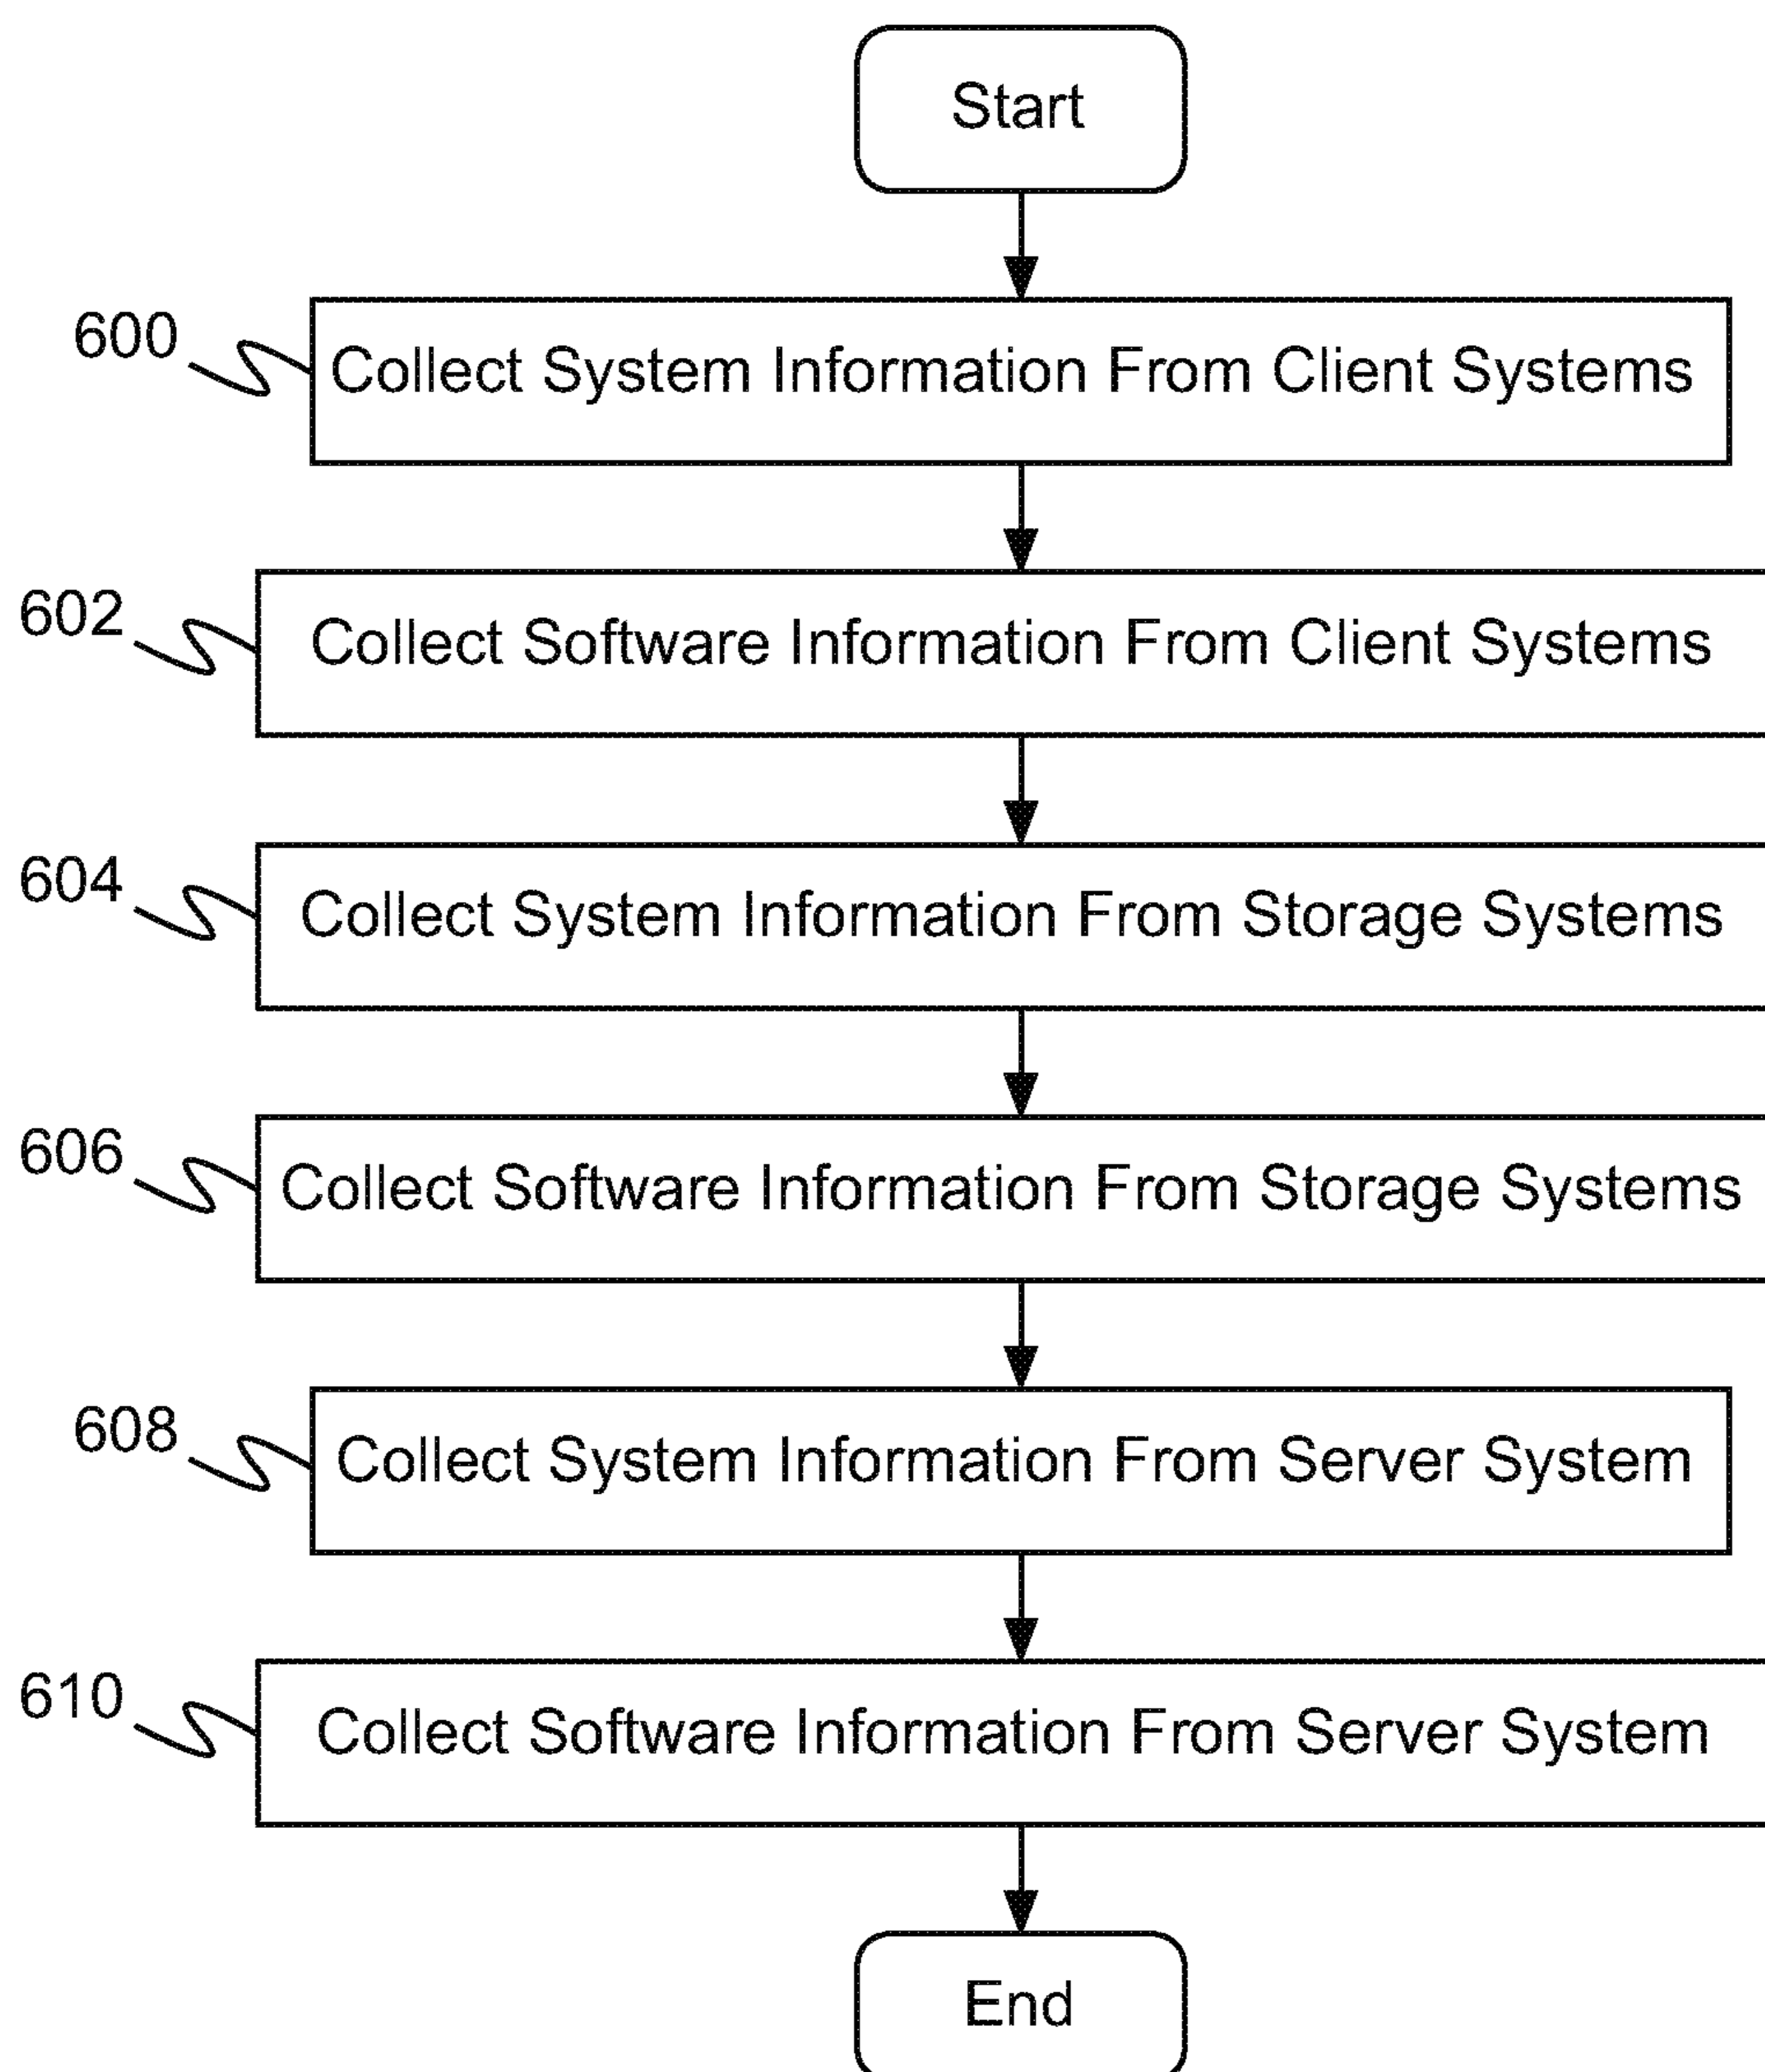 Start
600
Collect System Information From Client Systems
602
Collect Software Information From Client Systems
604
Collect System Information From Storage Systems
606
Collect Software Information From Storage Systems
608
Collect System Information From Server System
610
Collect Software Information From Server System
End